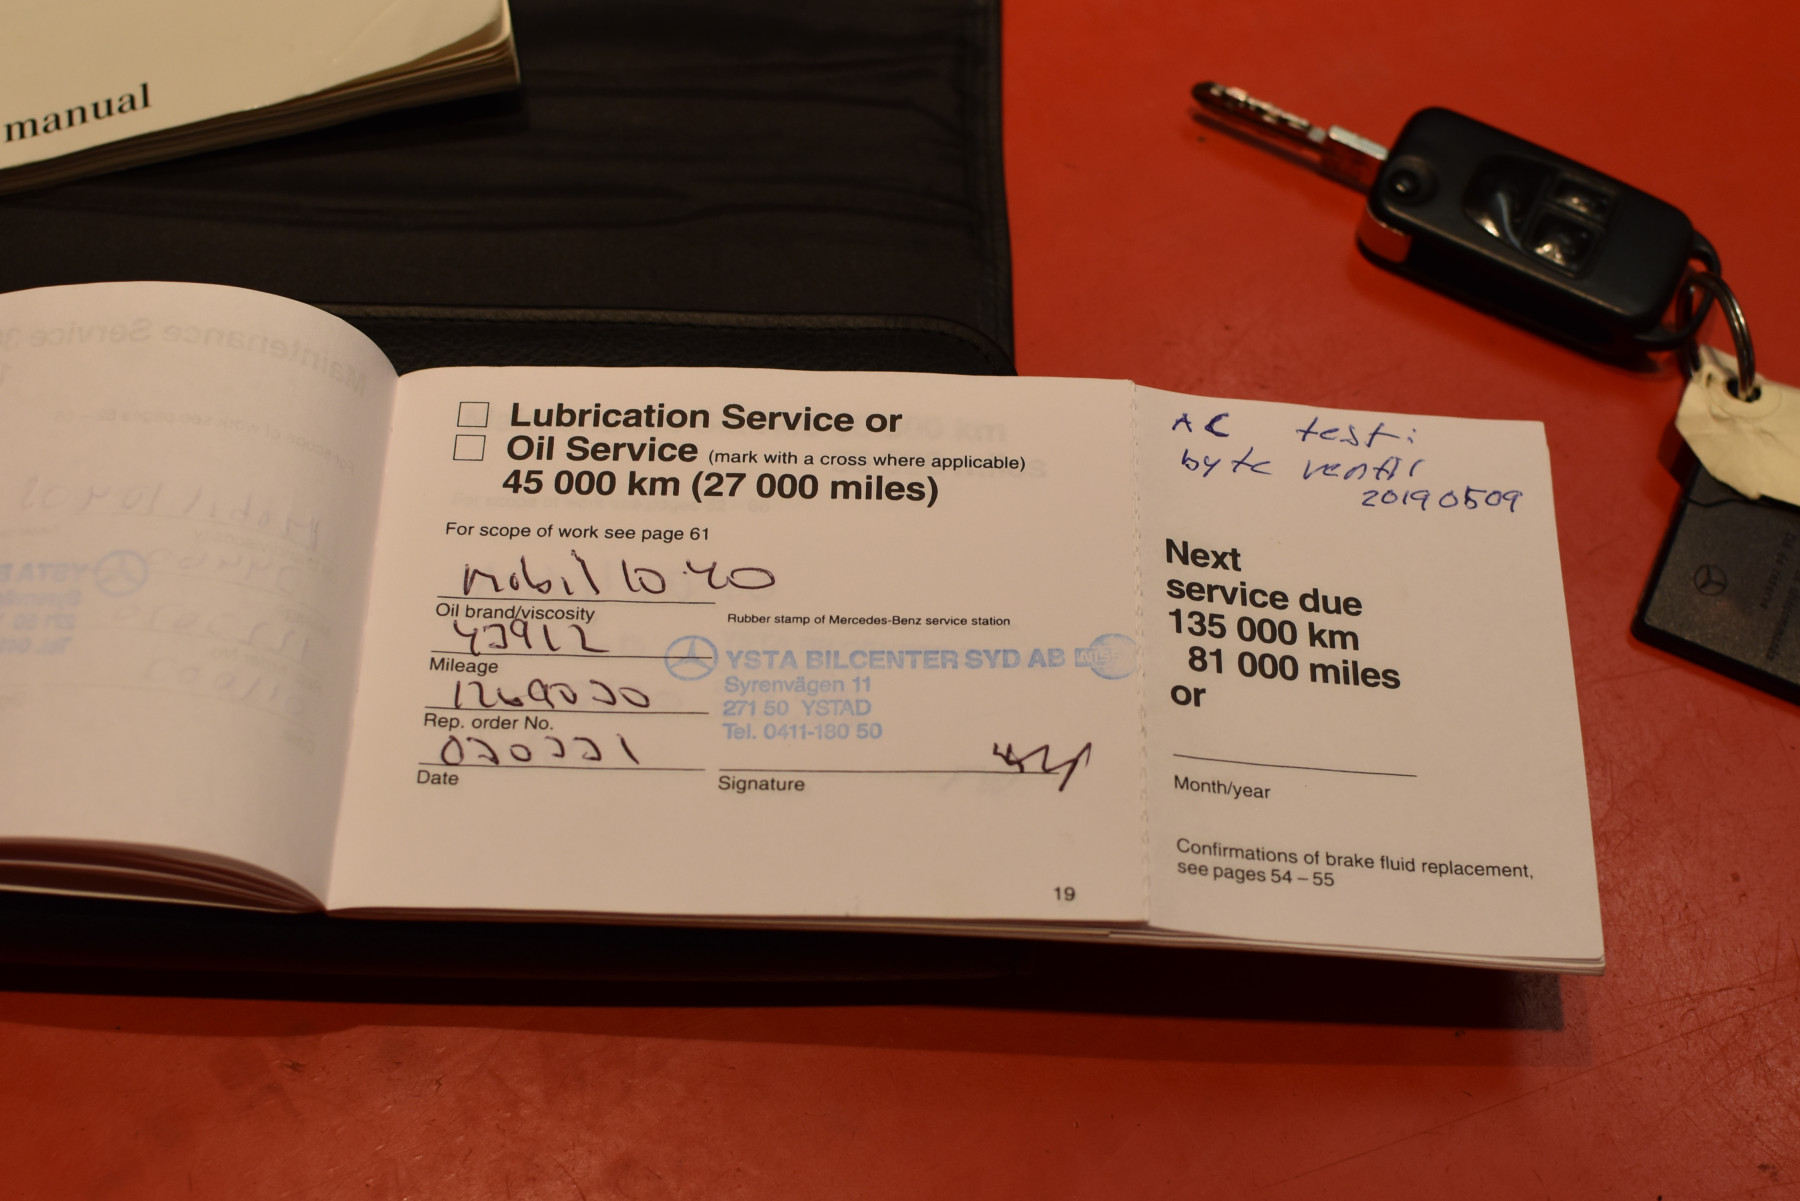 manual
Maintenance Service
Lubrication Service or
Oil Service (mark with a cross where applicable)
45 000 km (27 000 miles)
For scope of work see page 61
Mobil 10 40
Oil brand/viscosity
Rubber stamp of Mercedes-Benz service station
Mileage
YSTA BILCENTER SYD AB
Syrenvägen 11
271 50 YSTAD
Tel. 0411-180 50
Rep. order No.
Date
Signature
19
AC test:
byte ventil
20190509
Next
service due
135 000 km
81 000 miles
or
Month/year
Confirmations of brake fluid replacement,
see pages 54 – 55